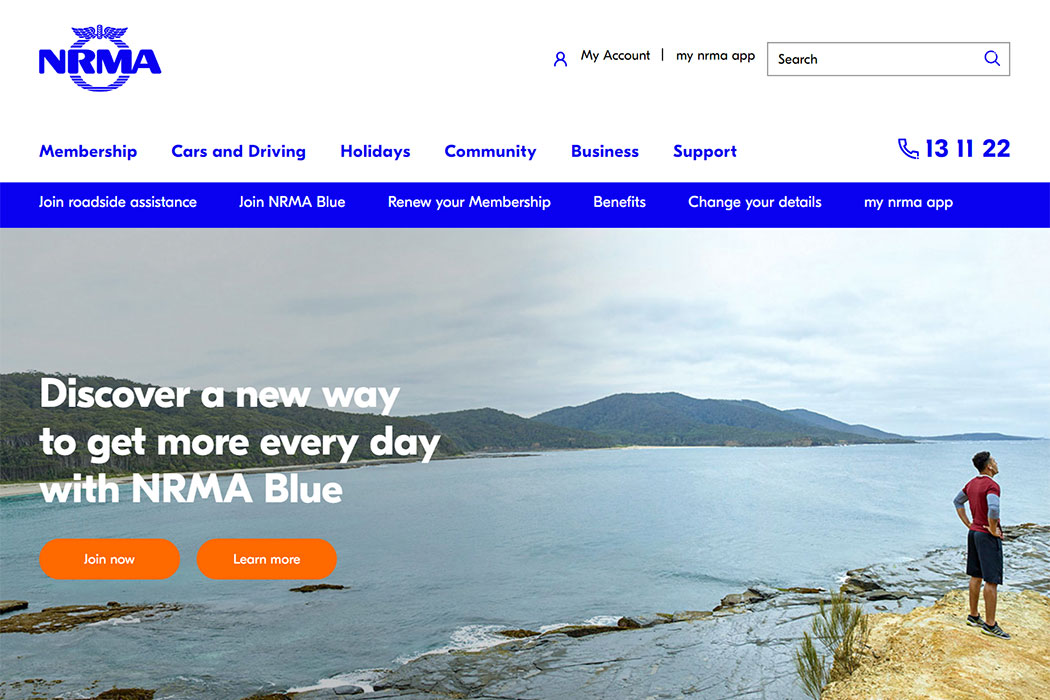 NRMA
My Account | my nrma app
Search
Membership Cars and Driving Holidays Community Business Support
13 11 22
Join roadside assistance Join NRMA Blue Renew your Membership Benefits Change your details my nrma app
Discover a new way
to get more every day
with NRMA Blue
Join now Learn more